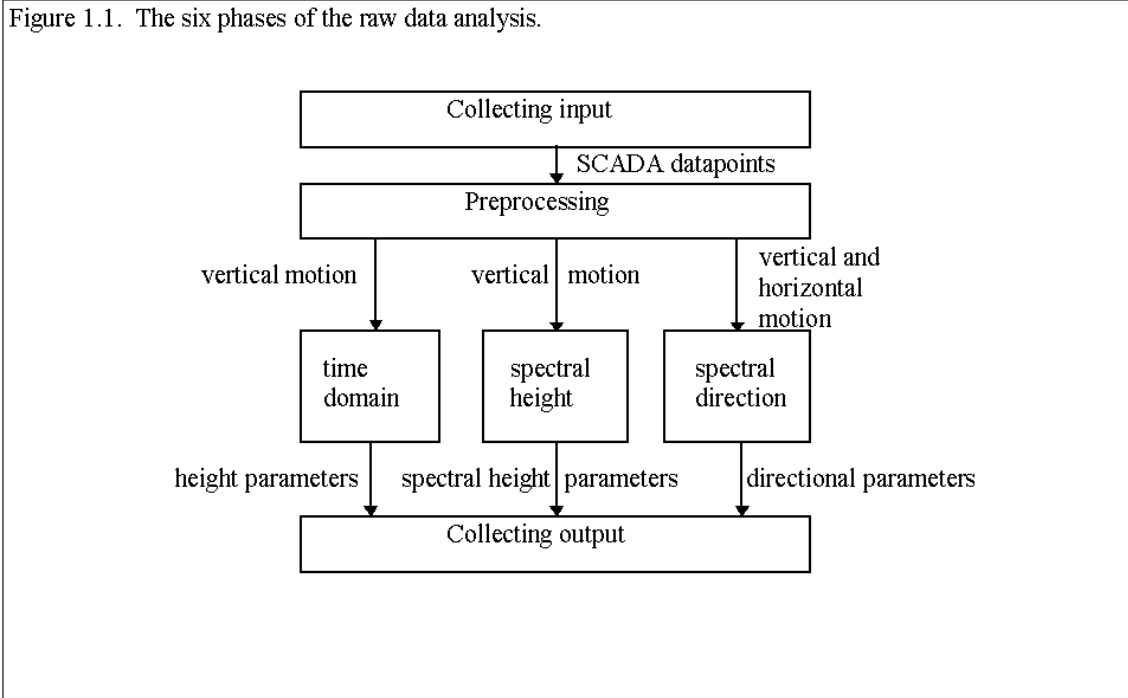 Figure 1.1. The six phases of the raw data analysis.
Collecting input
SCADA datapoints
Preprocessing
vertical motion
vertical motion
vertical and
horizontal
motion
time
domain
spectral
height
spectral
direction
height parameters
spectral height parameters
directional parameters
Collecting output